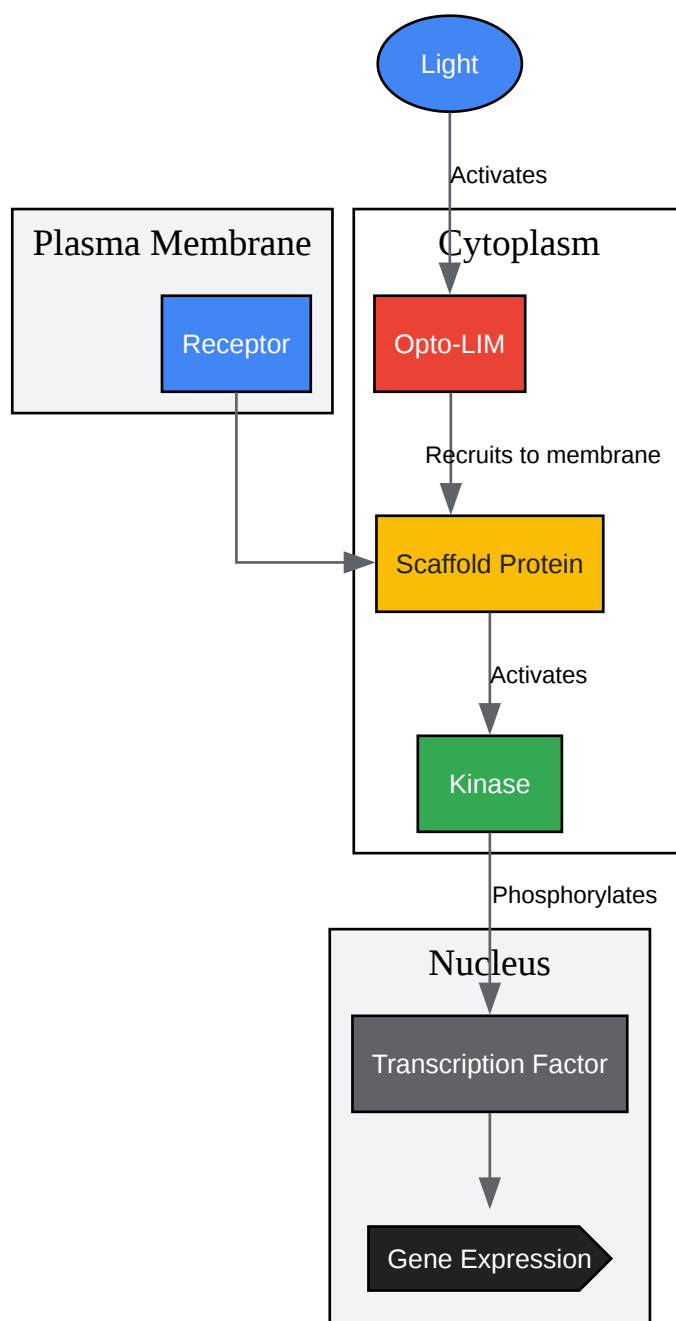 Light
Activates
Plasma Membrane
Cytoplasm
Receptor
Opto-LIM
Recruits to membrane
Scaffold Protein
Activates
Kinase
Phosphorylates
Nucleus
Transcription Factor
Gene Expression